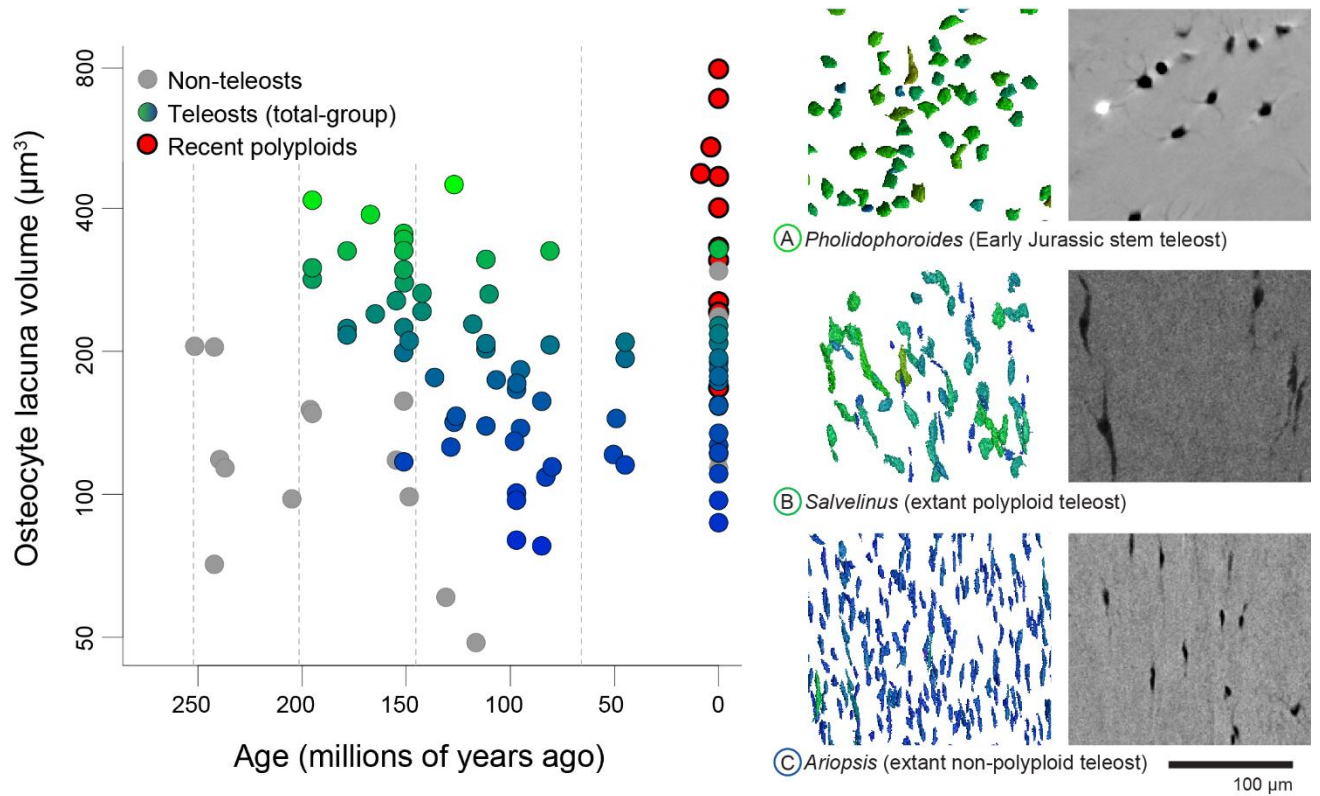 Non-teleosts
Teleosts (total-group)
Recent polyploids
Osteocyte lacuna volume (µm³)
800
400
200
100
50
250
200
150
100
50
0
Age (millions of years ago)
A Pholidophoroides (Early Jurassic stem teleost)
B Salvelinus (extant polyploid teleost)
C Ariopsis (extant non-polyploid teleost)
100 µm